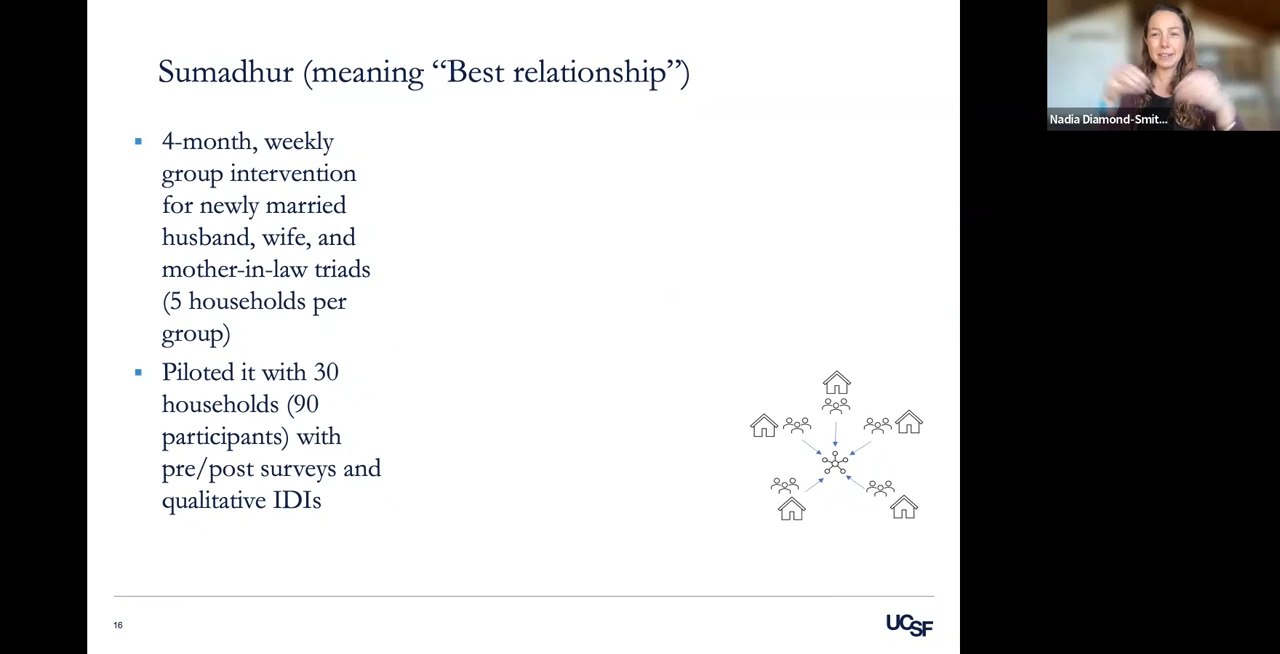 Sumadhur (meaning “Best relationship”)
▪ 4-month, weekly
group intervention
for newly married
husband, wife, and
mother-in-law triads
(5 households per
group)
▪ Piloted it with 30
households (90
participants) with
pre/post surveys and
qualitative IDIs
16
UCSF
Nadia Diamond-Smit...